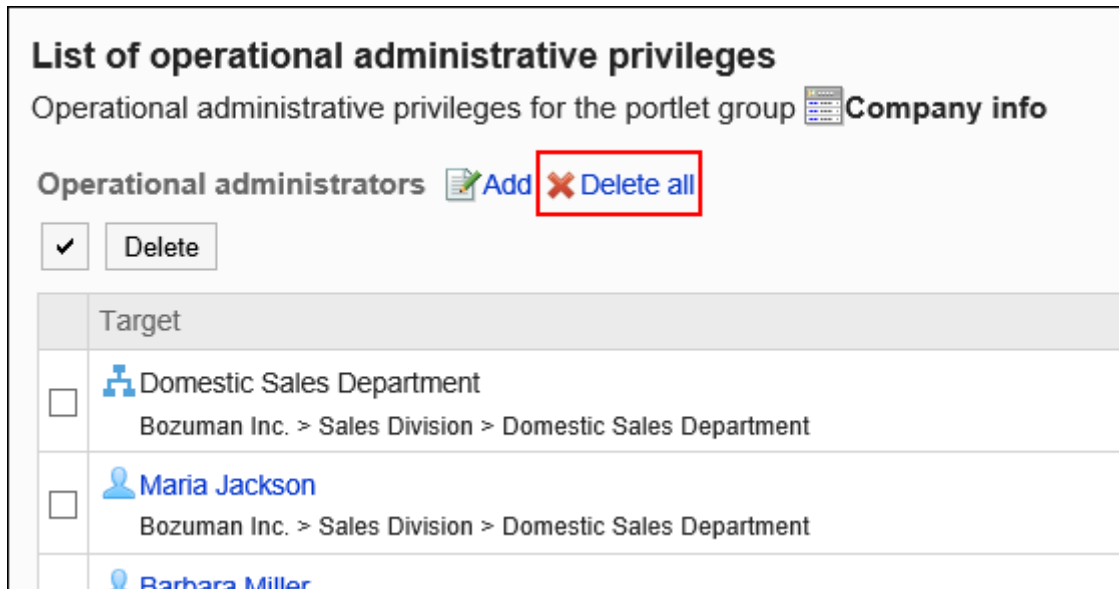 List of operational administrative privileges
Operational administrative privileges for the portlet group Company info
Operational administrators Add Delete all
Delete
Target
Domestic Sales Department
Bozuman Inc. > Sales Division > Domestic Sales Department
Maria Jackson
Bozuman Inc. > Sales Division > Domestic Sales Department
Barbara Miller